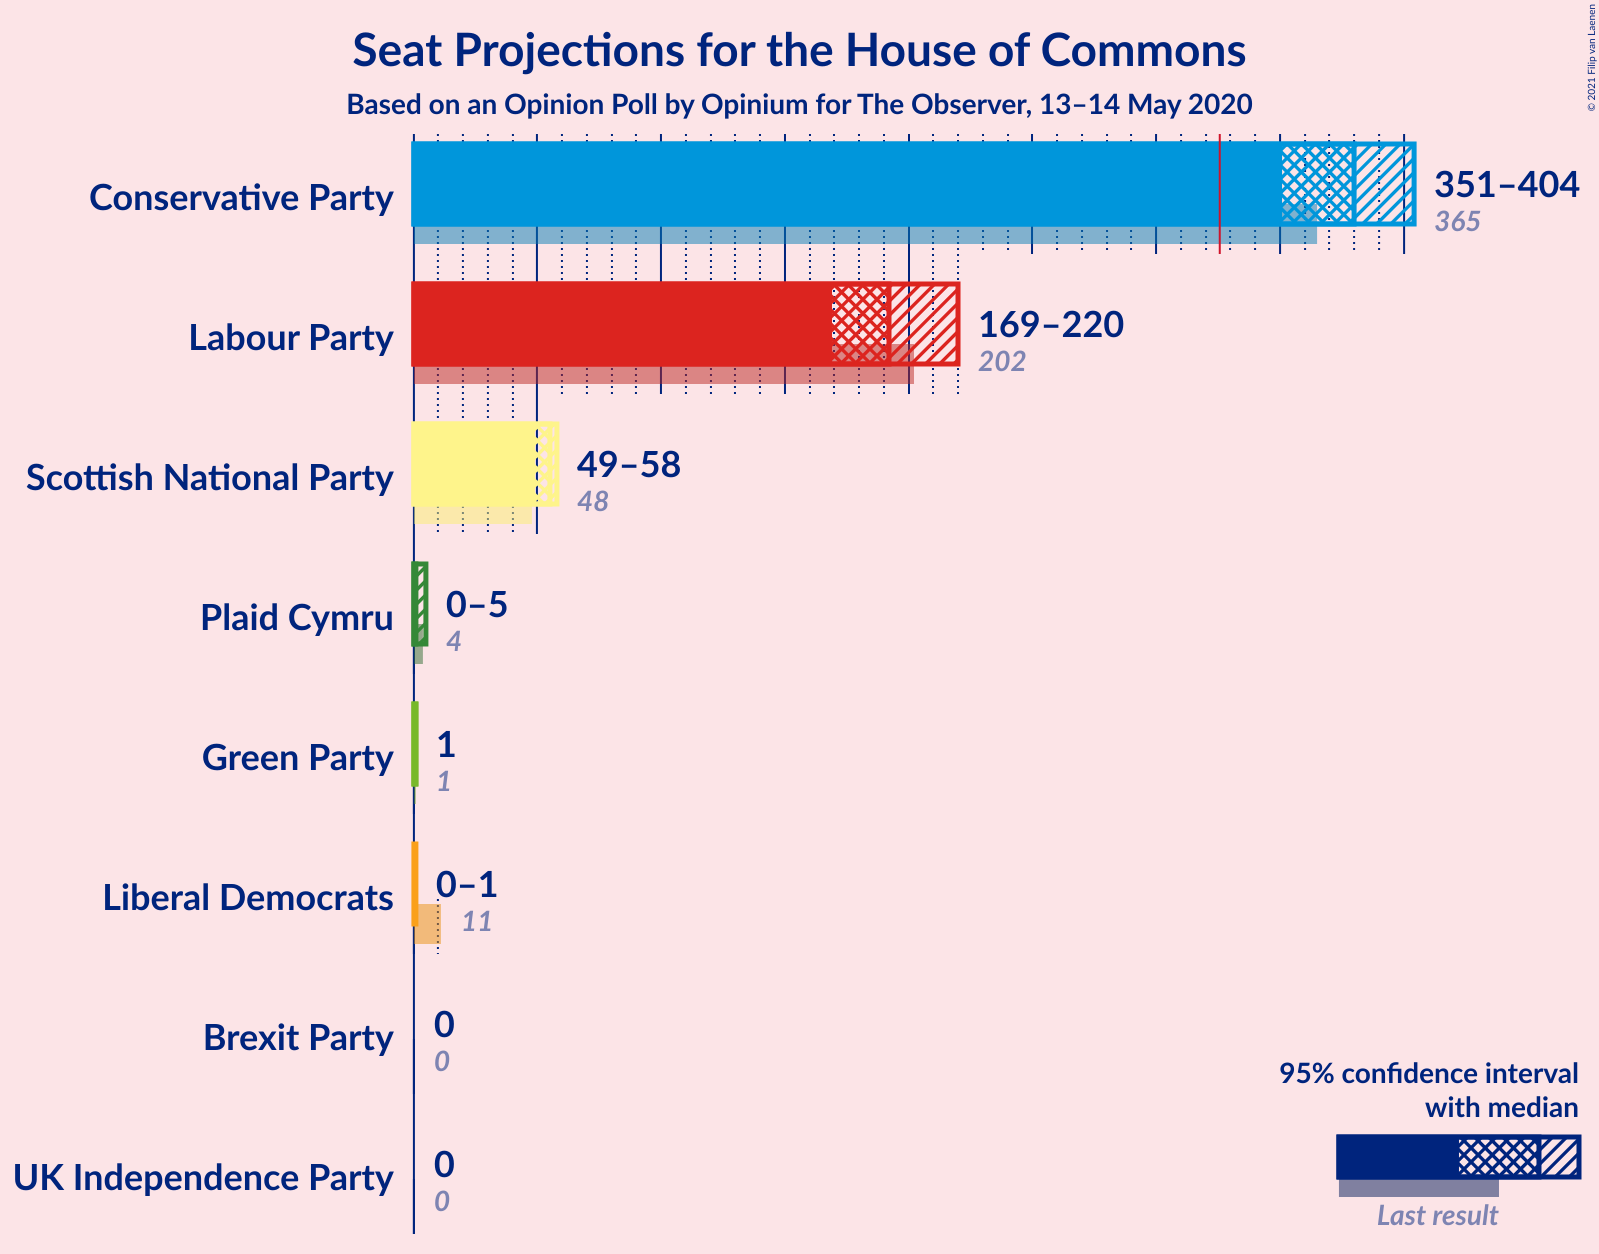 Seat Projections for the House of Commons
Based on an Opinion Poll by Opinium for The Observer, 13–14 May 2020
© 2021 Filip van Laenen
Conservative Party
351–404
365
Labour Party
169–220
202
Scottish National Party
49–58
48
Plaid Cymru
0–5
4
Green Party
1
1
Liberal Democrats
0–1
11
Brexit Party
0
0
UK Independence Party
0
0
95% confidence interval
with median
Last result